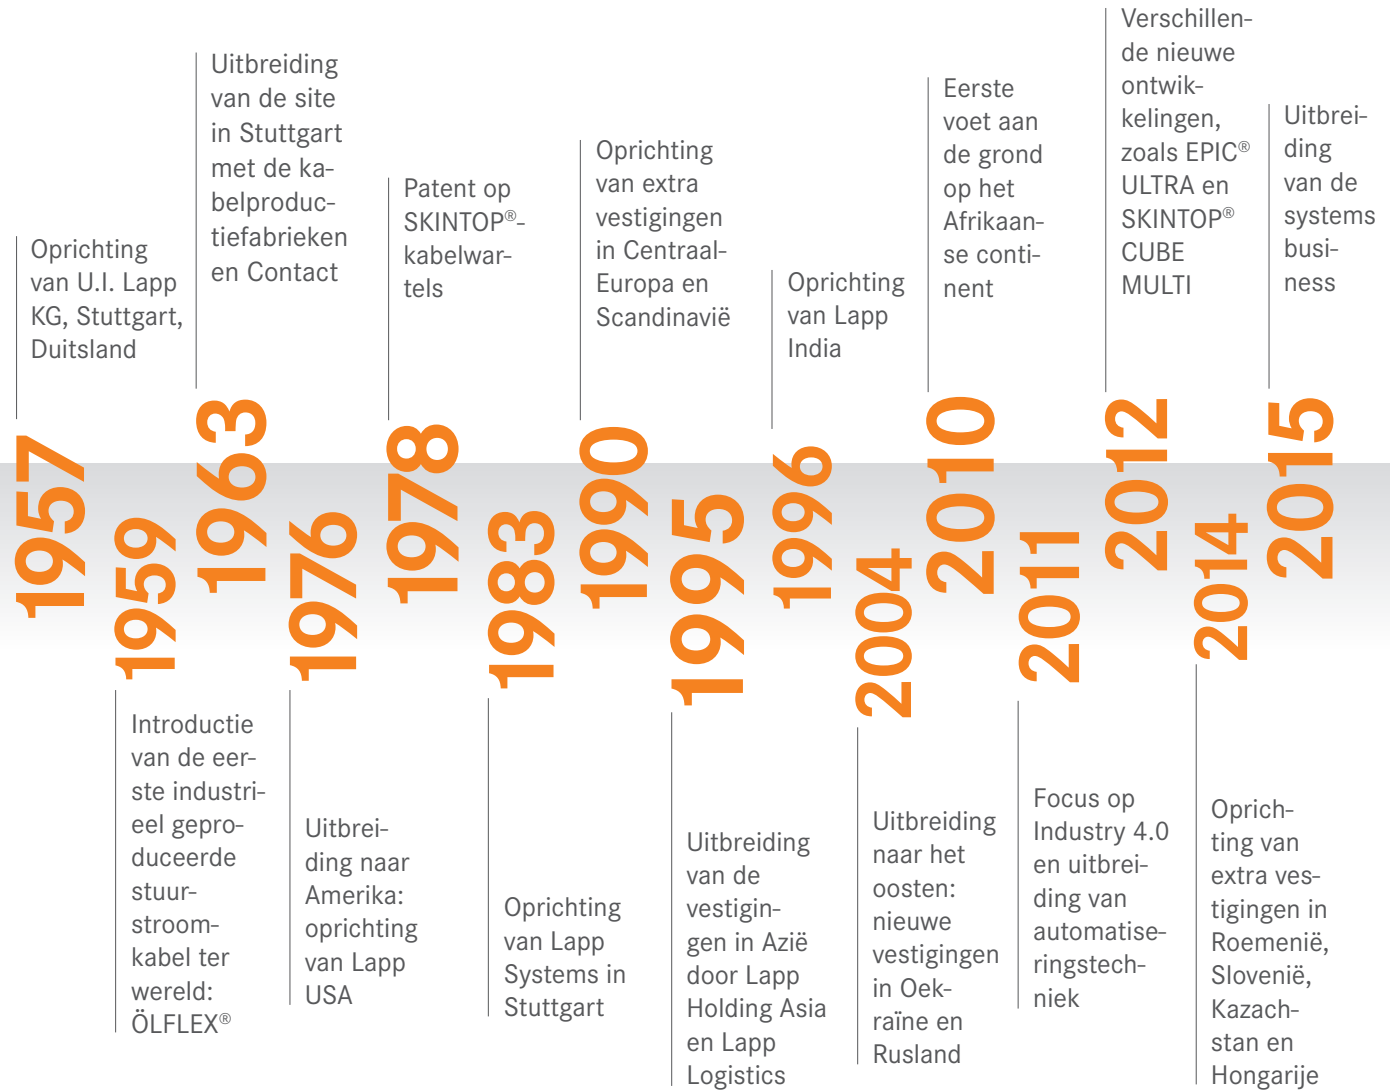 Oprichting
van U.I. Lapp
KG, Stuttgart,
Duitsland
1957
1959
Introductie
van de eer-
ste industri-
eel gepro-
duceerde
stuur-
stroom-
kabel ter
wereld:
ÖLFLEX®
Uitbreiding
van de site
in Stuttgart
met de ka-
belproduc-
tiefabrieken
en Contact
1963
1976
Uitbrei-
ding naar
Amerika:
oprichting
van Lapp
USA
Patent op
SKINTOP®-
kabelwar-
tels
1978
1983
Oprichting
van Lapp
Systems in
Stuttgart
Oprichting
van extra
vestigingen
in Centraal-
Europa en
Scandinavië
1990
1995
Uitbreiding
van de
vestigin-
gen in Azië
door Lapp
Holding Asia
en Lapp
Logistics
Oprichting
van Lapp
India
1996
2004
Uitbreiding
naar het
oosten:
nieuwe
vestigingen
in Oek-
raïne en
Rusland
Eerste
voet aan
de grond
op het
Afrikaan-
se conti-
nent
2010
2011
Focus op
Industry 4.0
en uitbrei-
ding van
automatise-
ringstech-
niek
Verschillen-
de nieuwe
ontwik-
kelingen,
zoals EPIC®
ULTRA en
SKINTOP®
CUBE
MULTI
2012
2014
Oprich-
ting van
extra ves-
tigingen in
Roemenië,
Slovenië,
Kazach-
stan en
Hongarije
Uitbrei-
ding
van de
systems
busi-
ness
2015